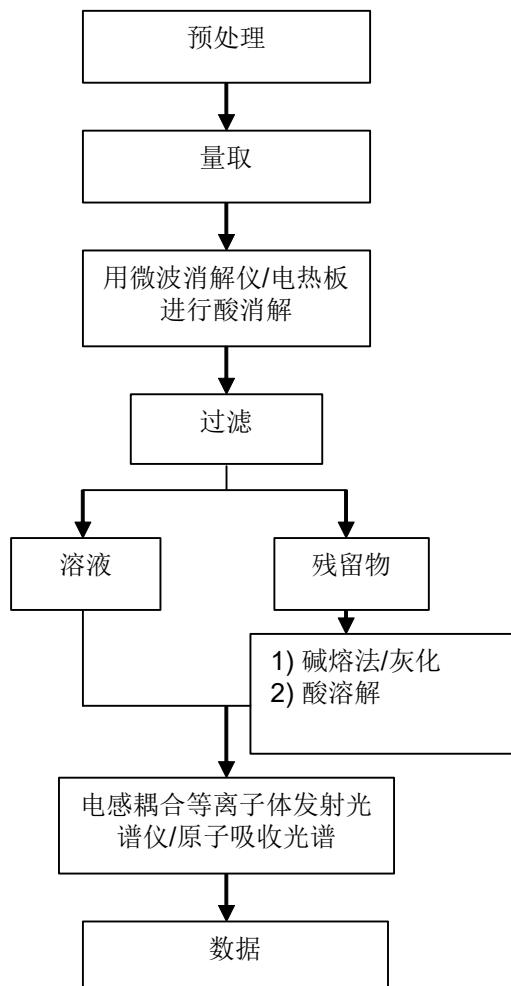 预处理
量取
用微波消解仪/电热板
进行酸消解
过滤
溶液
残留物
1) 碱熔法/灰化
2) 酸溶解
电感耦合等离子体发射光
谱仪/原子吸收光谱
数据